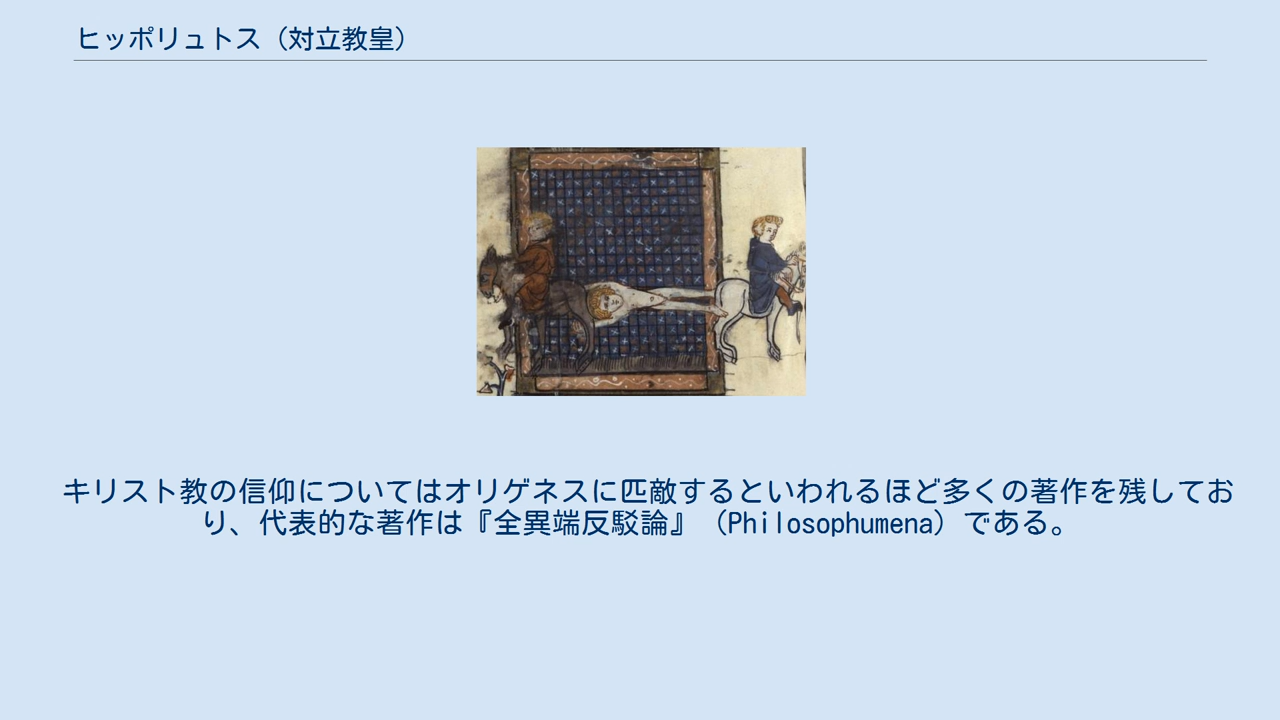 ヒッポリュトス（対立教皇）
キリスト教の信仰についてはオリゲネスに匹敵するといわれるほど多くの著作を残してお
り、代表的な著作は『全異端反駁論』（Philosophumena）である。